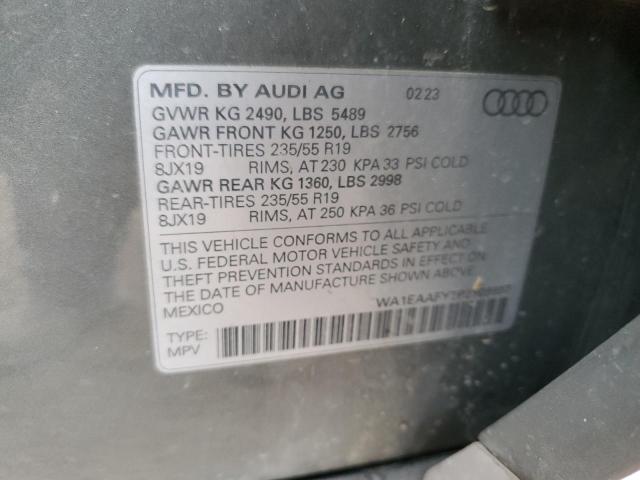 MFD. BY AUDI AG 02 23
GVWR KG 2490, LBS 5489
GAWR FRONT KG 1250, LBS 2756
FRONT-TIRES 235/55 R19
8JX19 RIMS, AT 230 KPA 33 PSI COLD
GAWR REAR KG 1360, LBS 2998
REAR-TIRES 235/55 R19
8JX19 RIMS, AT 250 KPA 36 PSI COLD
THIS VEHICLE CONFORMS TO ALL APPLICABLE
U.S. FEDERAL MOTOR VEHICLE SAFETY AND
THEFT PREVENTION STANDARDS IN EFFECT ON
THE DATE OF MANUFACTURE SHOWN ABOVE.
MEXICO
TYPE:
MPV